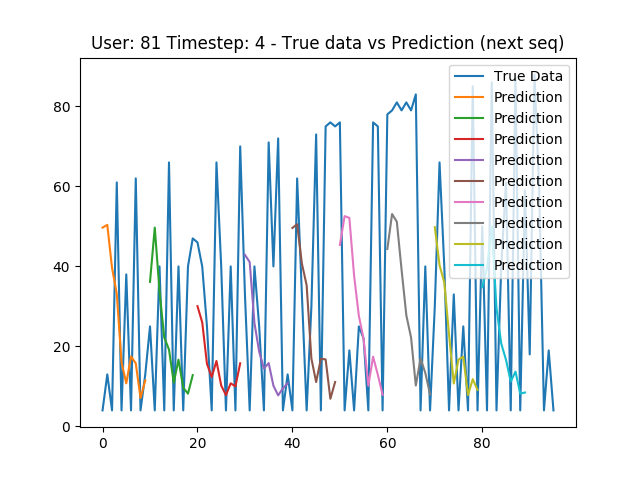 User: 81 Timestep: 4 - True data vs Prediction (next seq)
True Data
Prediction
Prediction
Prediction
Prediction
Prediction
Prediction
Prediction
Prediction
Prediction
80
60
40
20
0
0 20 40 60 80